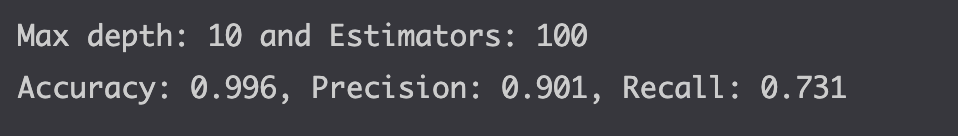 Max depth: 10 and Estimators: 100
Accuracy: 0.996, Precision: 0.901, Recall: 0.731